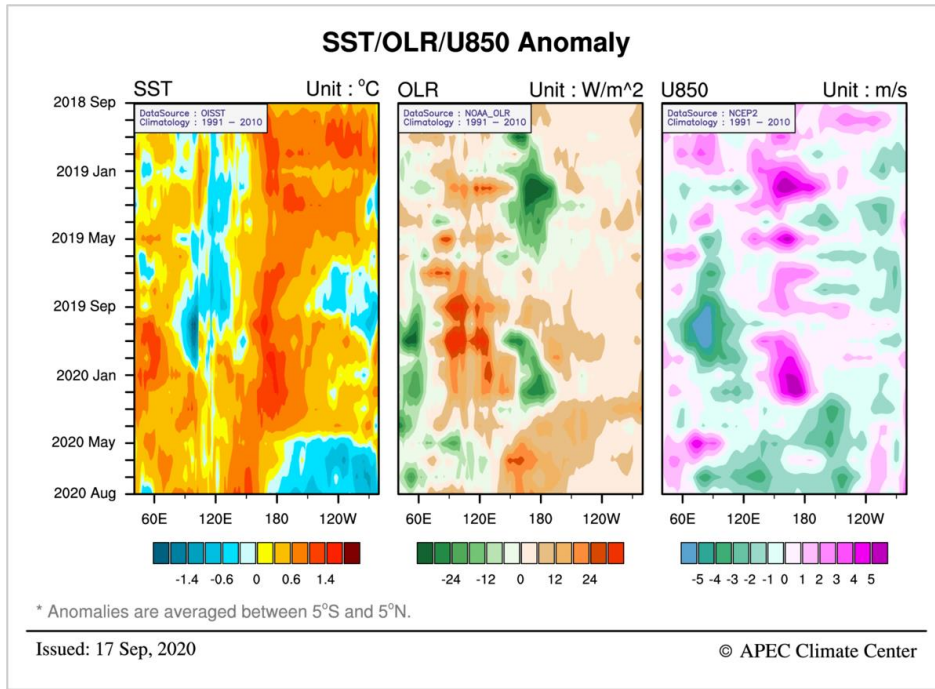 SST/OLR/U850 Anomaly
SST Unit : °C
OLR Unit : W/m^2
U850 Unit : m/s
DataSource : OISST
Climatology : 1991 – 2010
DataSource : NOAA_OLR
Climatology : 1991 – 2010
DataSource : NCEP2
Climatology : 1991 – 2010
2018 Sep
2019 Jan
2019 May
2019 Sep
2020 Jan
2020 May
2020 Aug
60E 120E 180 120W
60E 120E 180 120W
60E 120E 180 120W
-1.4 -0.6 0 0.6 1.4
-24 -12 0 12 24
-5 -4 -3 -2 -1 0 1 2 3 4 5
* Anomalies are averaged between 5°S and 5°N.
Issued: 17 Sep, 2020
© APEC Climate Center